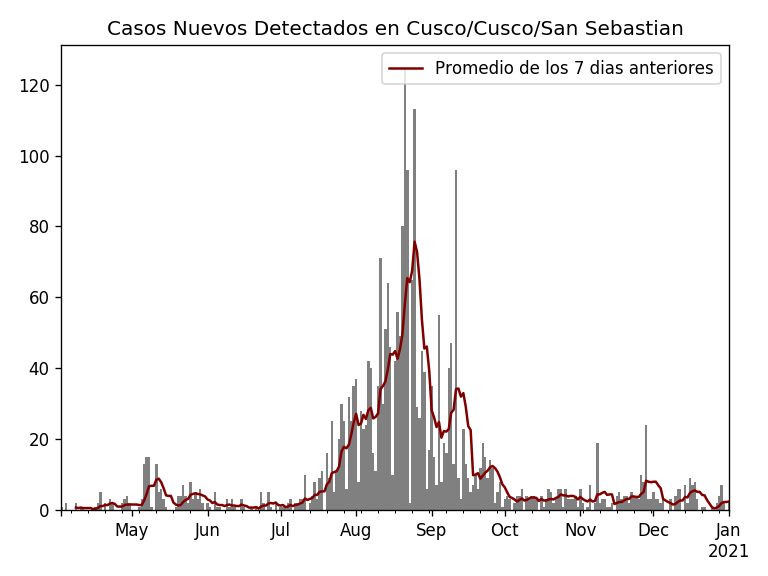 Casos Nuevos Detectados en Cusco/Cusco/San Sebastian
Promedio de los 7 dias anteriores
120
100
80
60
40
20
0
May Jun Jul Aug Sep Oct Nov Dec Jan
2021